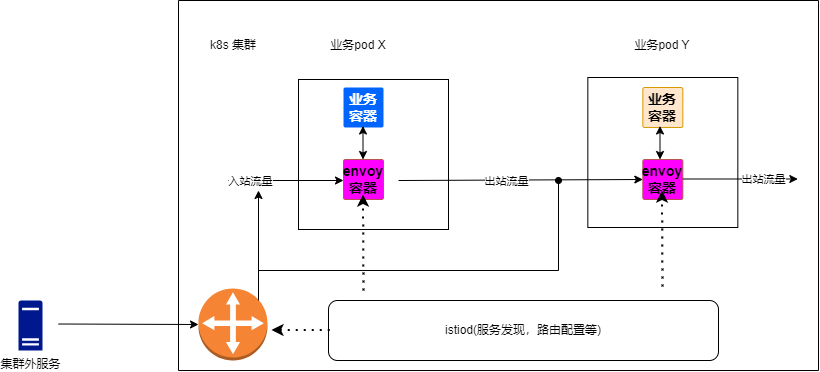 k8s 集群
业务pod X
业务pod Y
业务
容器
业务
容器
入站流量
envoy
容器
出站流量
envoy
容器
出站流量
istiod(服务发现，路由配置等)
集群外服务